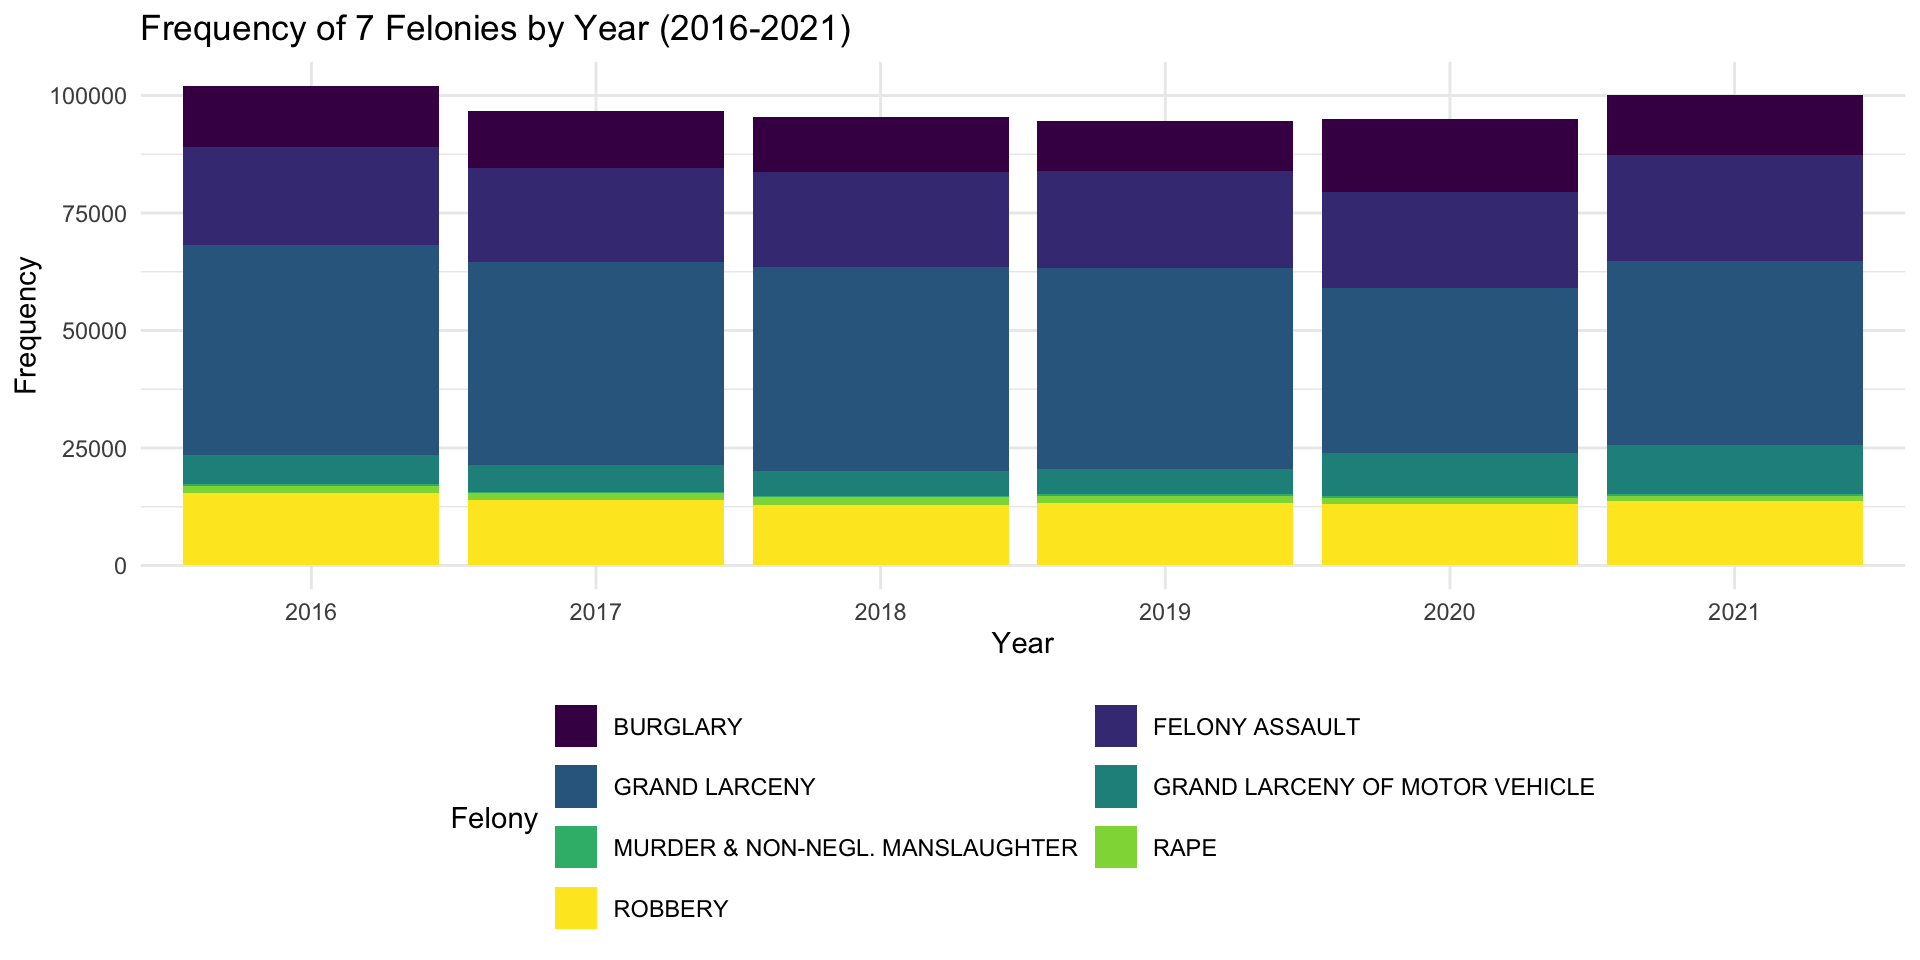 Frequency of 7 Felonies by Year (2016-2021)
Frequency
100000
75000
50000
25000
0
2016 2017 2018 2019 2020 2021
Year
Felony
BURGLARY FELONY ASSAULT
GRAND LARCENY GRAND LARCENY OF MOTOR VEHICLE
MURDER & NON-NEGL. MANSLAUGHTER RAPE
ROBBERY